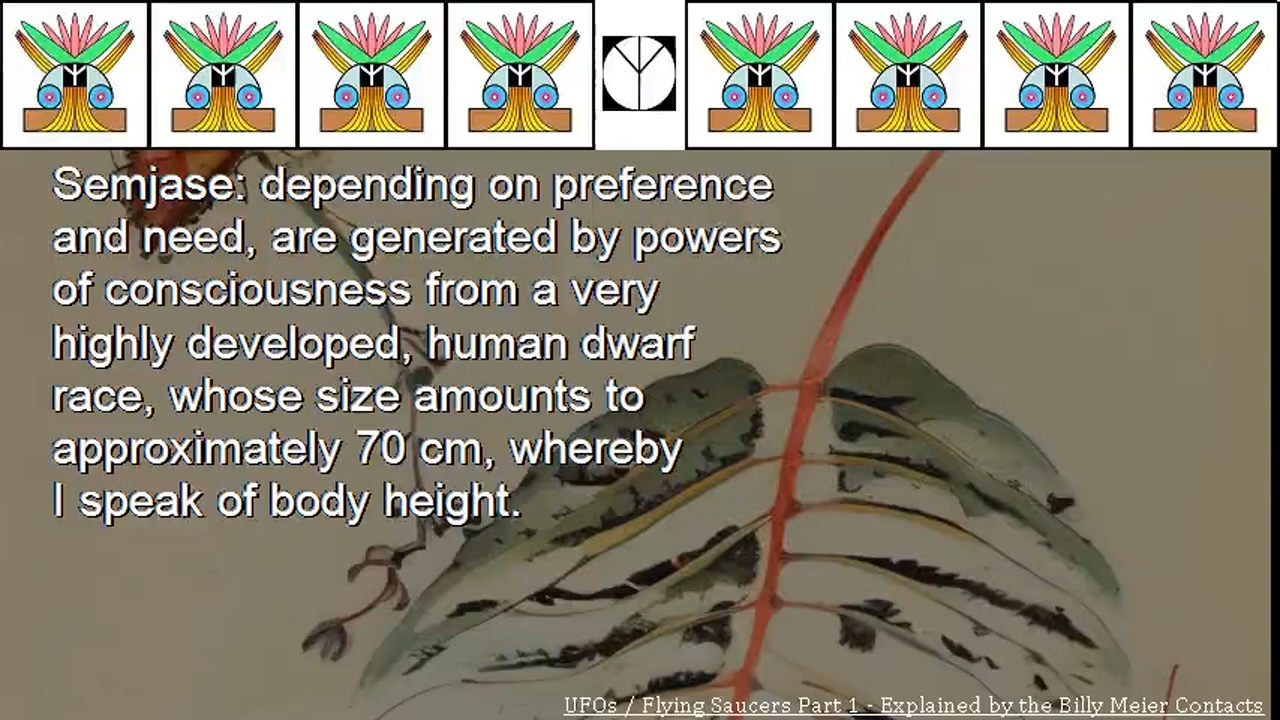 Semjase: depending on preference
and need, are generated by powers
of consciousness from a very
highly developed, human dwarf
race, whose size amounts to
approximately 70 cm, whereby
I speak of body height.
UFOs / Flying Saucers Part 1 - Explained by the Billy Meier Contacts